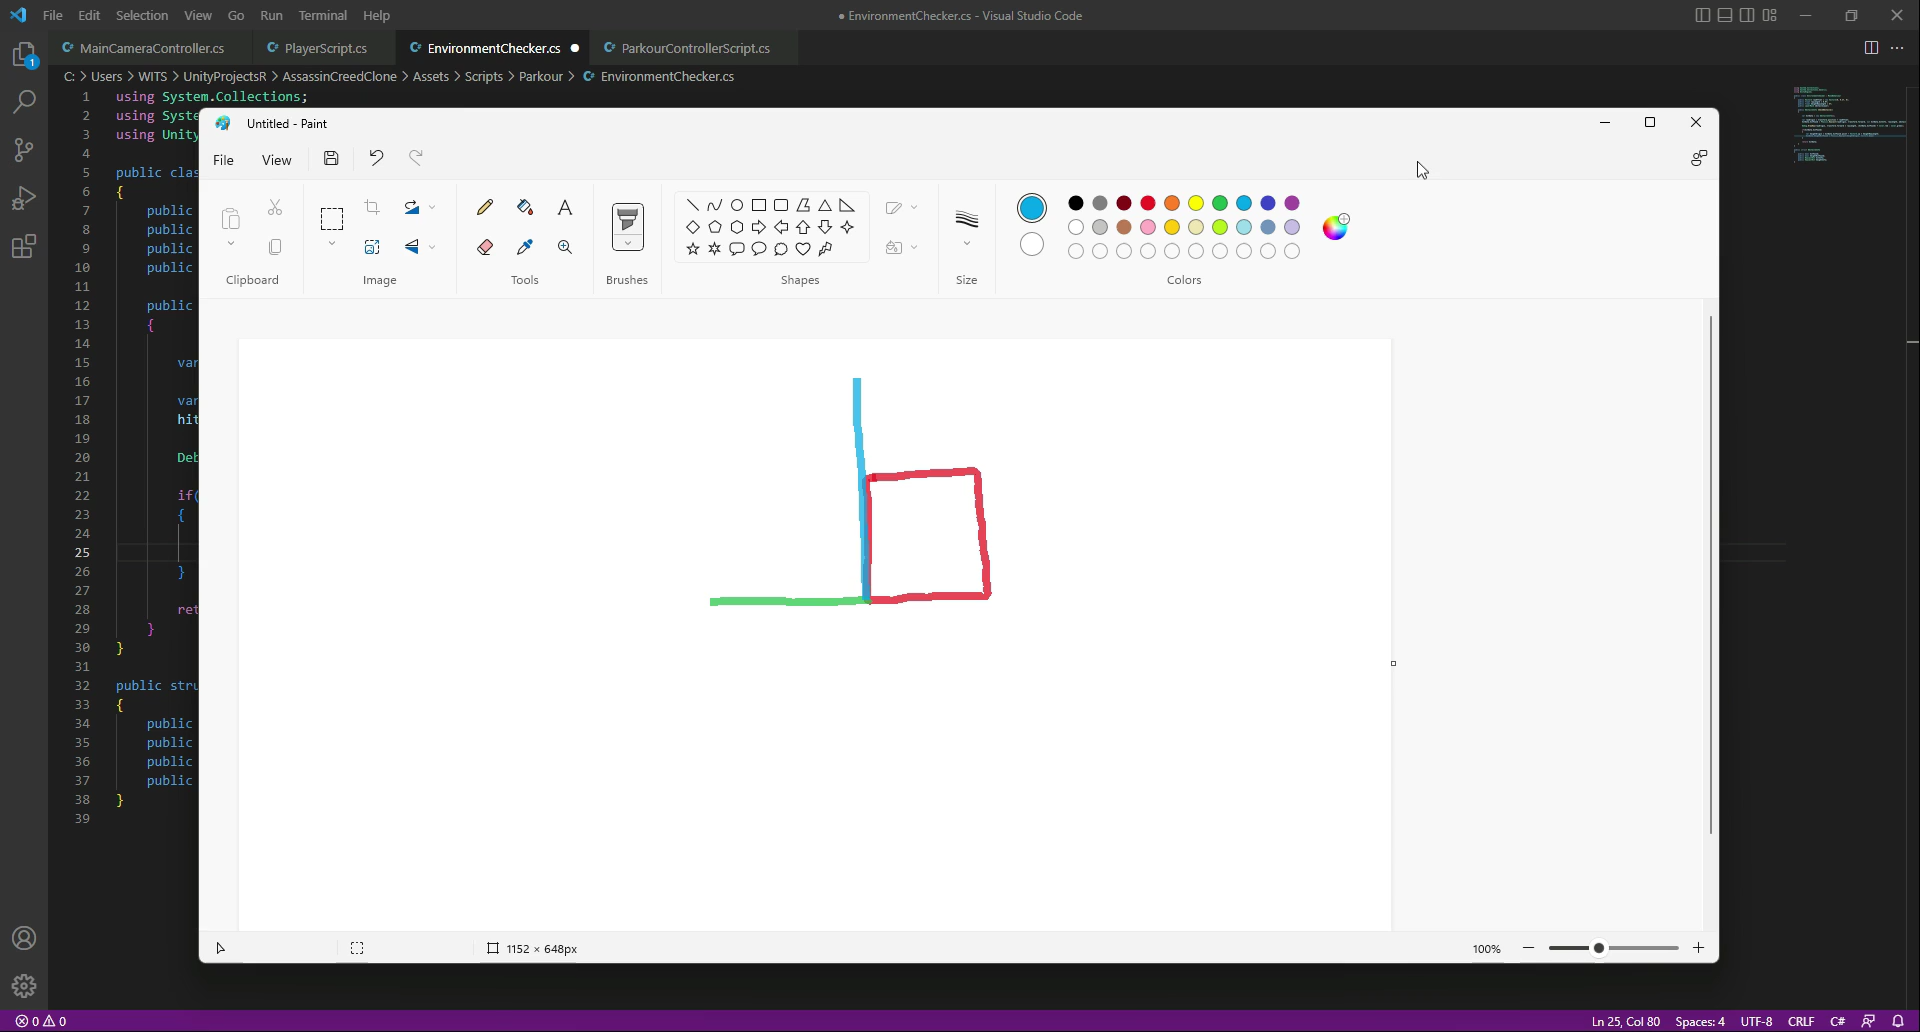 File Edit Selection View Go Run Terminal Help
● EnvironmentChecker.cs - Visual Studio Code
MainCameraController.cs PlayerScript.cs EnvironmentChecker.cs ParkourControllerScript.cs
C: > Users > WITS > UnityProjectsR > AssassinCreedClone > Assets > Scripts > Parkour > EnvironmentChecker.cs
1 using System.Collections;
2 using Syste
3 using Unity
4
5 public clas
6 {
7 public
8 public
9 public
10 public
11
12 public
13 {
14
15 var
16
17 var
18 hit
19
20 Deb
21
22 if(
23 {
24
25
26 }
27
28 ret
29 }
30 }
31
32 public stru
33 {
34 public
35 public
36 public
37 public
38 }
39
1
Untitled - Paint
File View
Clipboard Image Tools Brushes Shapes Size Colors
1152 × 648px
100%
0 0
Ln 25, Col 80 Spaces: 4 UTF-8 CRLF C#